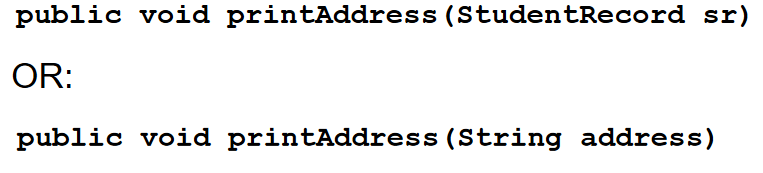 public void printAddress(StudentRecord sr)
OR:
public void printAddress(String address)